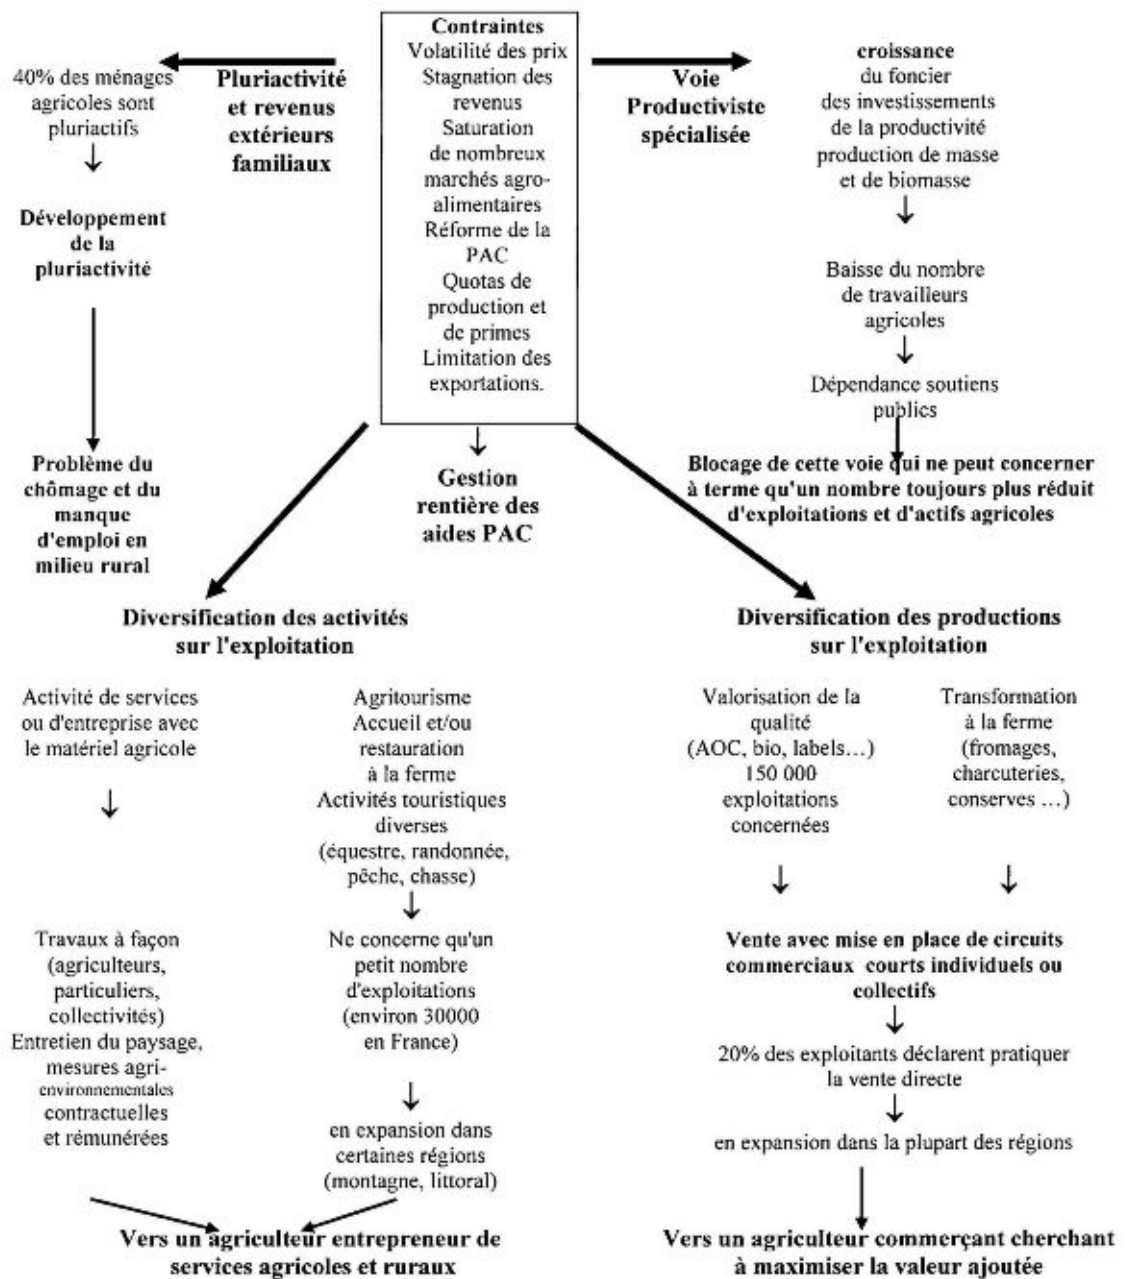 Contraintes
Volatilité des prix
Stagnation des
revenus
Saturation
de nombreux
marchés agro-
alimentaires
Réforme de la
PAC
Quotas de
production et
de primes
Limitation des
exportations.
Pluriactivité
et revenus
extérieurs
familiaux
40% des ménages
agricoles sont
pluriactifs
Développement
de la
pluriactivité
Problème du
chômage et du
manque
d'emploi en
milieu rural
Voie
Productiviste
spécialisée
croissance
du foncier
des investissements
de la productivité
production de masse
et de biomasse
Baisse du nombre
de travailleurs
agricoles
Dépendance soutiens
publics
Blocage de cette voie qui ne peut concerner
à terme qu'un nombre toujours plus réduit
d'exploitations et d'actifs agricoles
Gestion
rentière des
aides PAC
Diversification des activités
sur l'exploitation
Activité de services
ou d'entreprise avec
le matériel agricole
Travaux à façon
(agriculteurs,
particuliers,
collectivités)
Entretien du paysage,
mesures agri-
environnementales
contractuelles
et rémunérées
Agritourisme
Accueil et/ou
restauration
à la ferme
Activités touristiques
diverses
(équestre, randonnée,
pêche, chasse)
Ne concerne qu'un
petit nombre
d'exploitations
(environ 30000
en France)
en expansion dans
certaines régions
(montagne, littoral)
Vers un agriculteur entrepreneur de
services agricoles et ruraux
Diversification des productions
sur l'exploitation
Valorisation de la
qualité
(AOC, bio, labels…)
150 000
exploitations
concernées
Transformation
à la ferme
(fromages,
charcuteries,
conserves …)
Vente avec mise en place de circuits
commerciaux courts individuels ou
collectifs
20% des exploitants déclarent pratiquer
la vente directe
en expansion dans la plupart des régions
Vers un agriculteur commerçant cherchant
à maximiser la valeur ajoutée